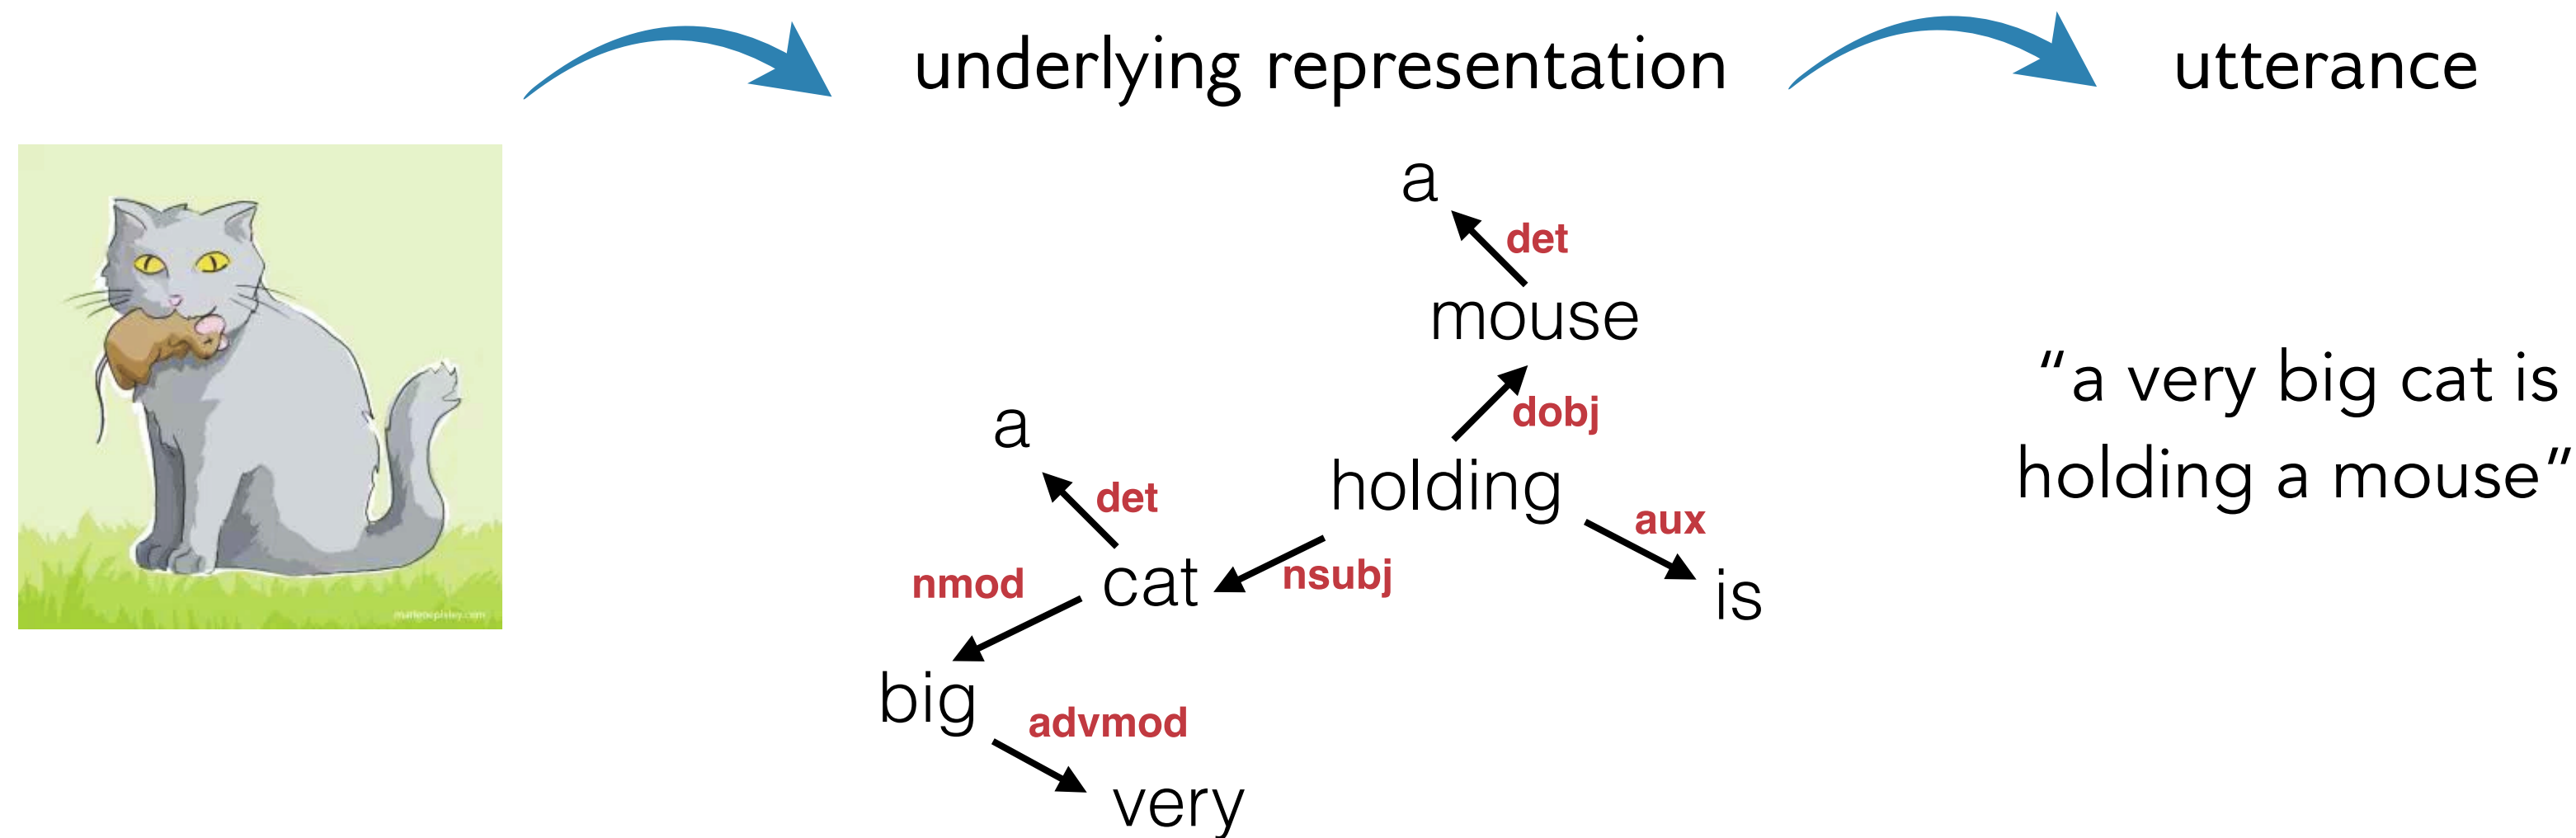 underlying representation
utterance
a
det
mouse
dobj
a
holding
det
aux
nmod
cat
nsubj
is
big
advmod
very
“a very big cat is
holding a mouse”